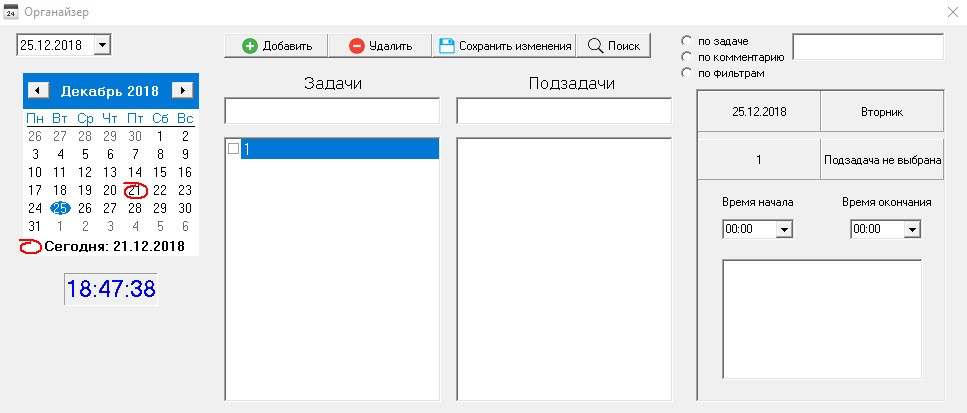 24 Органайзер
25.12.2018
Добавить Удалить Сохранить изменения Поиск
по задаче
по комментарию
по фильтрам
Декабрь 2018
Пн Вт Ср Чт Пт Сб Вс
26 27 28 29 30 1 2
3 4 5 6 7 8 9
10 11 12 13 14 15 16
17 18 19 20 21 22 23
24 25 26 27 28 29 30
31 1 2 3 4 5 6
Сегодня: 21.12.2018
18:47:38
Задачи
1
Подзадачи
25.12.2018 Вторник
1 Подзадача не выбрана
Время начала Время окончания
00:00 00:00